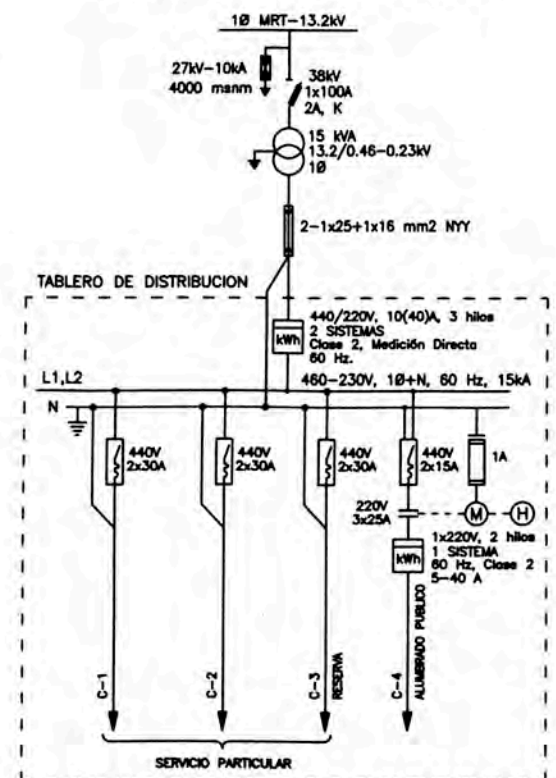 1Ø MRT-13.2kV
27kV-10kA
4000 msnm
38kV
1x100A
2A, K
15 kVA
13.2/0.46-0.23kV
1Ø
2-1x25+1x16 mm2 NYY
TABLERO DE DISTRIBUCION
440/220V, 10(40)A, 3 hilos
2 SISTEMAS
Clase 2, Medición Directa
60 Hz.
kWh
L1,L2
460-230V, 1Ø+N, 60 Hz, 15kA
N
440V
2x30A
440V
2x30A
440V
2x30A
440V
2x15A
1A
220V
3x25A
M
H
kWh
1x220V, 2 hilos
1 SISTEMA
60 Hz, Clase 2
5-40 A
C-1
C-2
C-3
RESERVA
C-4
ALUMBRADO PUBLICO
SERVICIO PARTICULAR